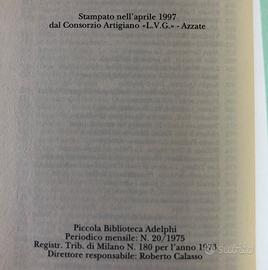 Stampato nell'aprile 1997
dal Consorzio Artigiano «L.V.G.» - Azzate
Piccola Biblioteca Adelphi
Periodico mensile: N. 20/1975
Registr. Trib. di Milano N. 180 per l'anno 1973
Direttore responsabile: Roberto Calasso
subito